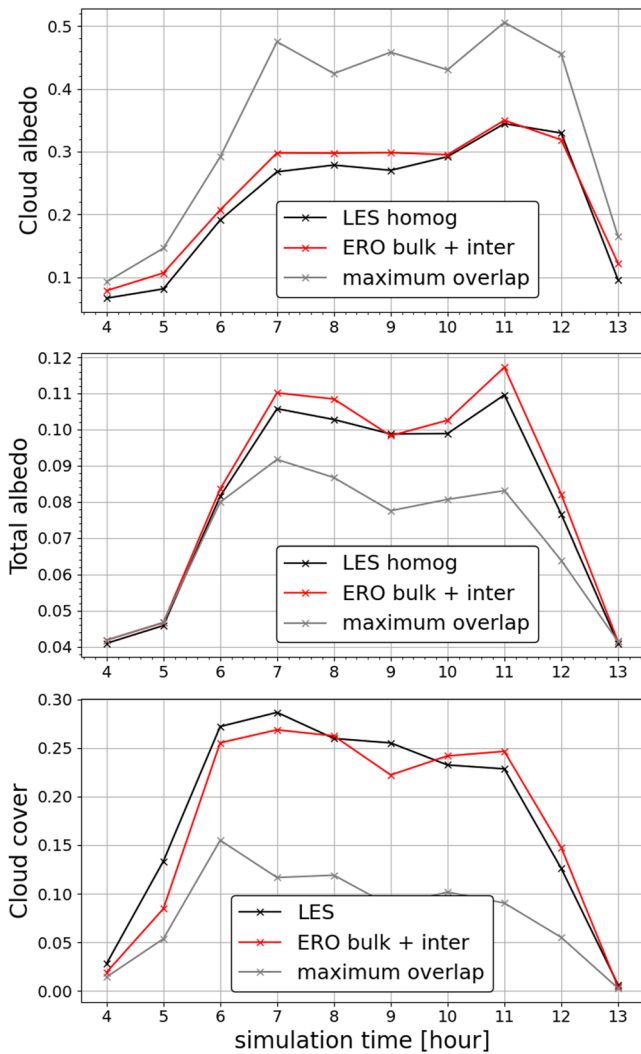 Cloud albedo
0.5
0.4
0.3
0.2
0.1
LES homog
ERO bulk + inter
maximum overlap
4 5 6 7 8 9 10 11 12 13
Total albedo
0.12
0.11
0.10
0.09
0.08
0.07
0.06
0.05
0.04
LES homog
ERO bulk + inter
maximum overlap
4 5 6 7 8 9 10 11 12 13
Cloud cover
0.30
0.25
0.20
0.15
0.10
0.05
0.00
LES
ERO bulk + inter
maximum overlap
4 5 6 7 8 9 10 11 12 13
simulation time [hour]